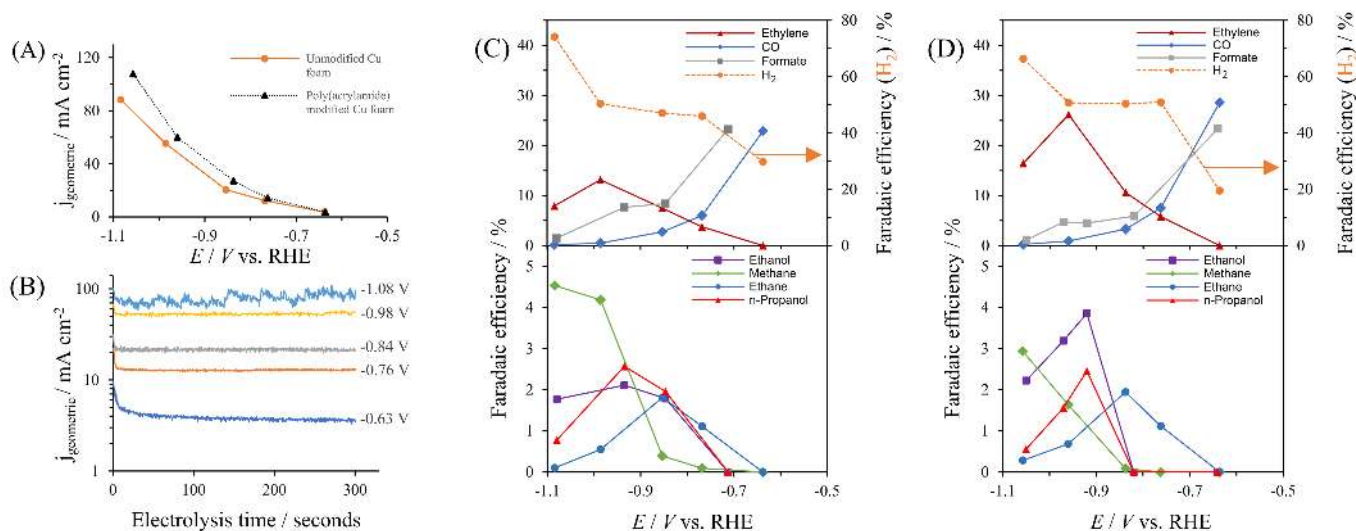 (A)
120
80
40
0
j geometric / mA cm-2
Unmodified Cu
foam
Poly(acrylamide)
modified Cu foam
-1.1
-0.9
-0.7
-0.5
E / V vs. RHE
(B)
100
10
1
j geometric / mA cm-2
-1.08 V
-0.98 V
-0.84 V
-0.76 V
-0.63 V
0
100
200
300
Electrolysis time / seconds
(C)
40
30
20
10
0
Ethylene
CO
Formate
H2
80
60
40
20
0
Faradaic efficiency (H2) / %
Faradaic efficiency / %
5
4
3
2
1
0
Ethanol
Methane
Ethane
n-Propanol
-1.1
-0.9
-0.7
-0.5
E / V vs. RHE
(D)
40
30
20
10
0
Ethylene
CO
Formate
H2
80
60
40
20
0
Faradaic efficiency (H2) / %
Faradaic efficiency / %
5
4
3
2
1
0
Ethanol
Methane
Ethane
n-Propanol
-1.1
-0.9
-0.7
-0.5
E / V vs. RHE